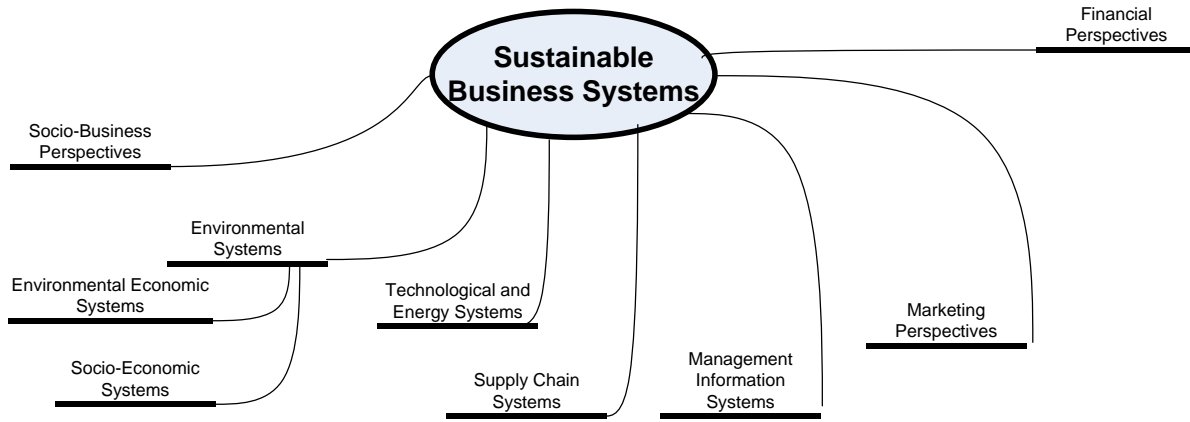 Sustainable
Business Systems
Financial
Perspectives
Socio-Business
Perspectives
Environmental
Systems
Environmental Economic
Systems
Socio-Economic
Systems
Technological and
Energy Systems
Supply Chain
Systems
Management
Information
Systems
Marketing
Perspectives